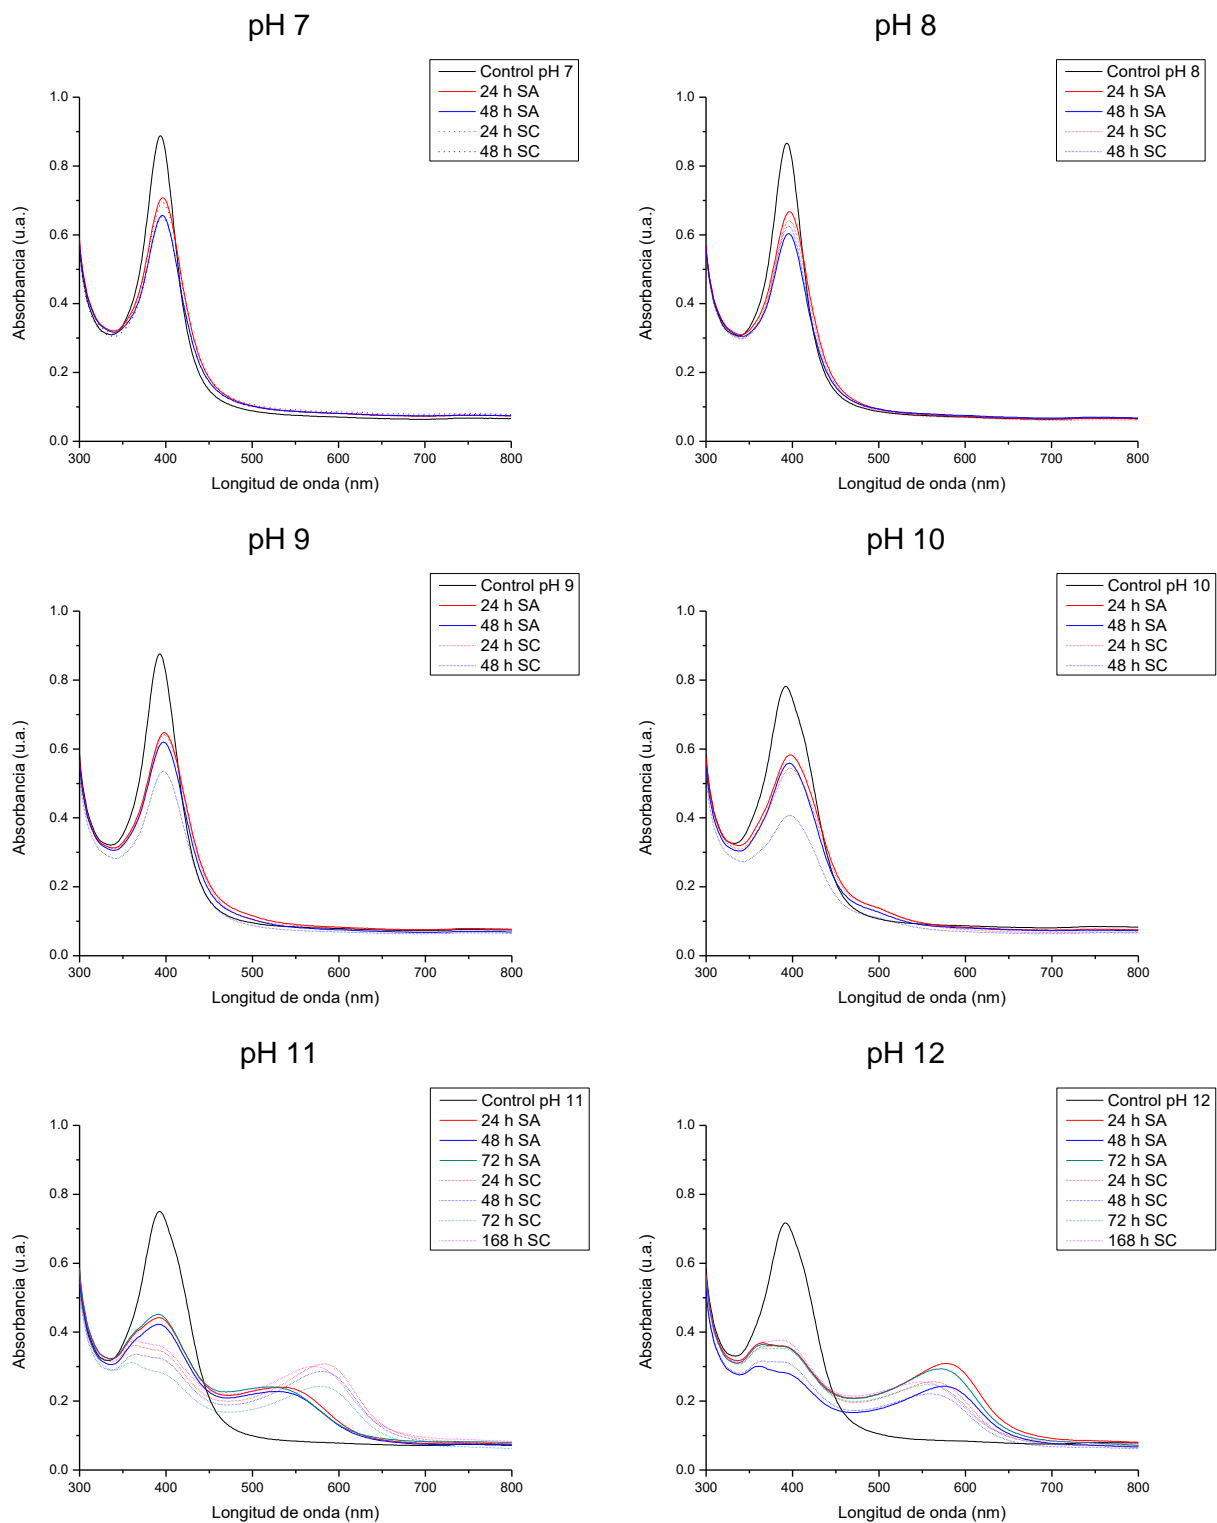 pH 7
Control pH 7
24 h SA
48 h SA
24 h SC
48 h SC
1.0
0.8
0.6
0.4
0.2
0.0
300
400
500
600
700
800
Absorbancia (u.a.)
Longitud de onda (nm)
pH 8
Control pH 8
24 h SA
48 h SA
24 h SC
48 h SC
1.0
0.8
0.6
0.4
0.2
0.0
300
400
500
600
700
800
Absorbancia (u.a.)
Longitud de onda (nm)
pH 9
Control pH 9
24 h SA
48 h SA
24 h SC
48 h SC
1.0
0.8
0.6
0.4
0.2
0.0
300
400
500
600
700
800
Absorbancia (u.a.)
Longitud de onda (nm)
pH 10
Control pH 10
24 h SA
48 h SA
24 h SC
48 h SC
1.0
0.8
0.6
0.4
0.2
0.0
300
400
500
600
700
800
Absorbancia (u.a.)
Longitud de onda (nm)
pH 11
Control pH 11
24 h SA
48 h SA
72 h SA
24 h SC
48 h SC
72 h SC
168 h SC
1.0
0.8
0.6
0.4
0.2
0.0
300
400
500
600
700
800
Absorbancia (u.a.)
Longitud de onda (nm)
pH 12
Control pH 12
24 h SA
48 h SA
72 h SA
24 h SC
48 h SC
72 h SC
168 h SC
1.0
0.8
0.6
0.4
0.2
0.0
300
400
500
600
700
800
Absorbancia (u.a.)
Longitud de onda (nm)